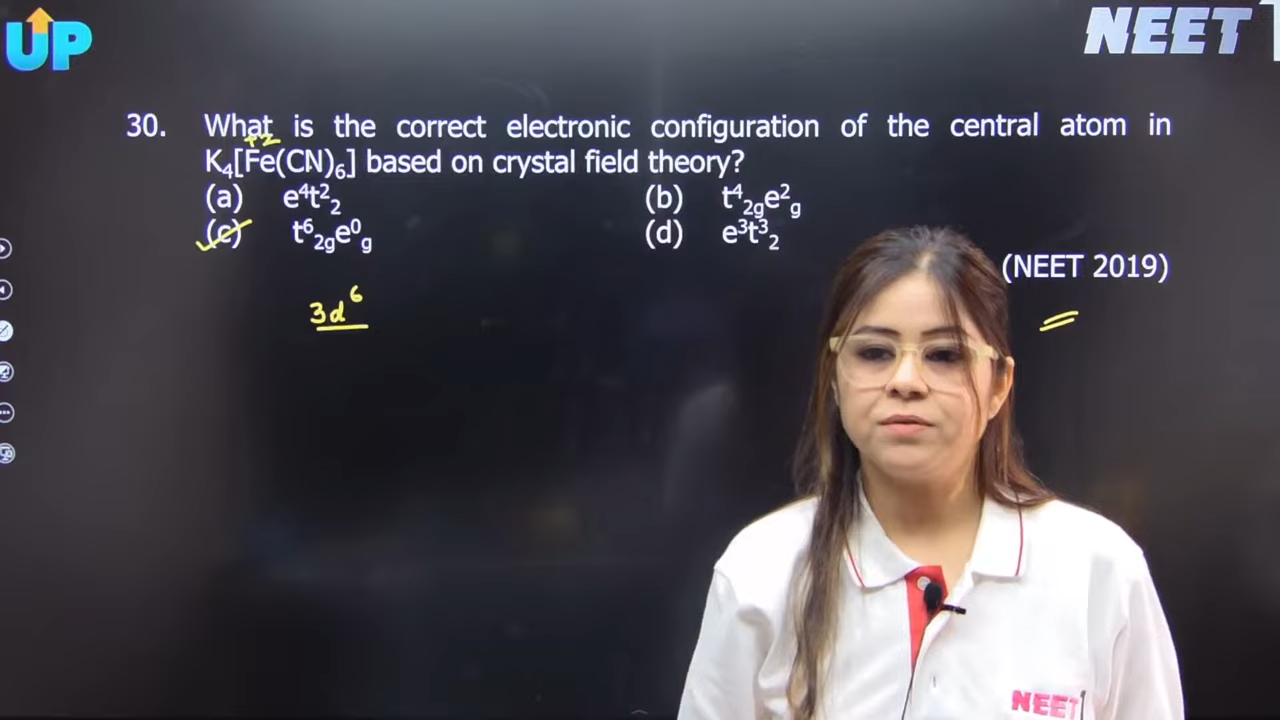 UP
NEET
30. What is the correct electronic configuration of the central atom in
+2
K₄[Fe(CN)₆] based on crystal field theory?
(a) e⁴t²₂ (b) t⁴₂ge²g
(c) t⁶₂ge⁰g (d) e³t³₂
(NEET 2019)
3d⁶
NEET